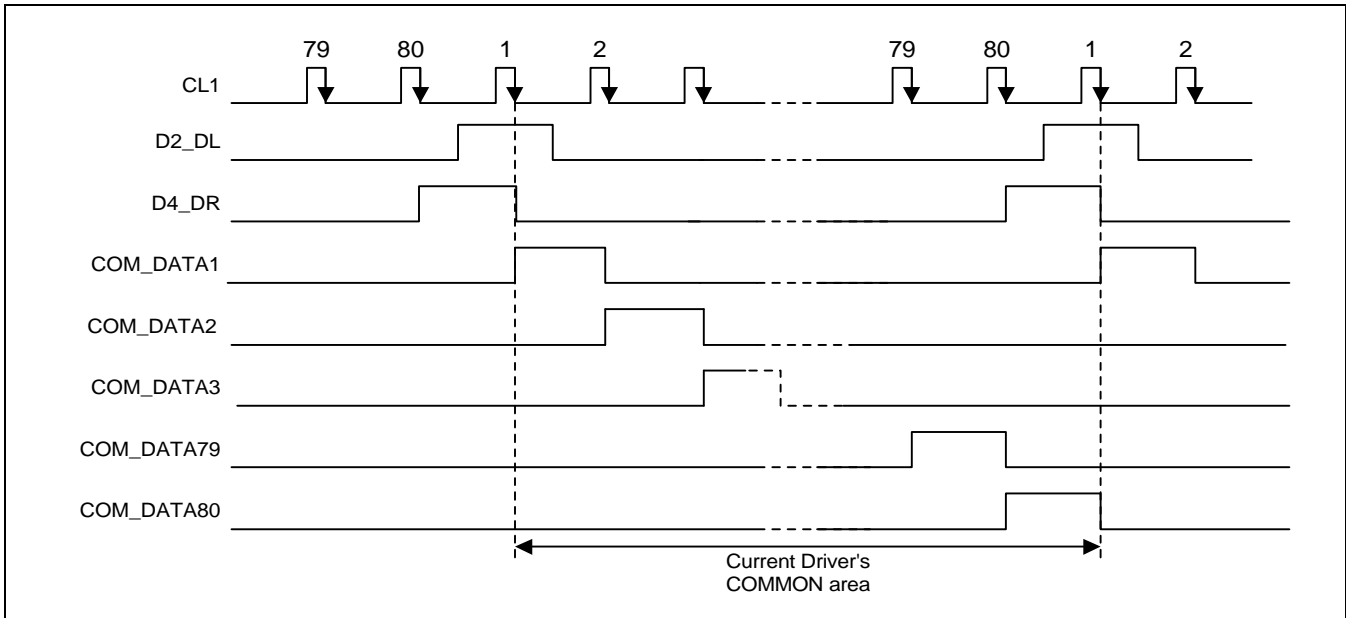 79 80 1 2 79 80 1 2
CL1
D2_DL
D4_DR
COM_DATA1
COM_DATA2
COM_DATA3
COM_DATA79
COM_DATA80
Current Driver's
COMMON area